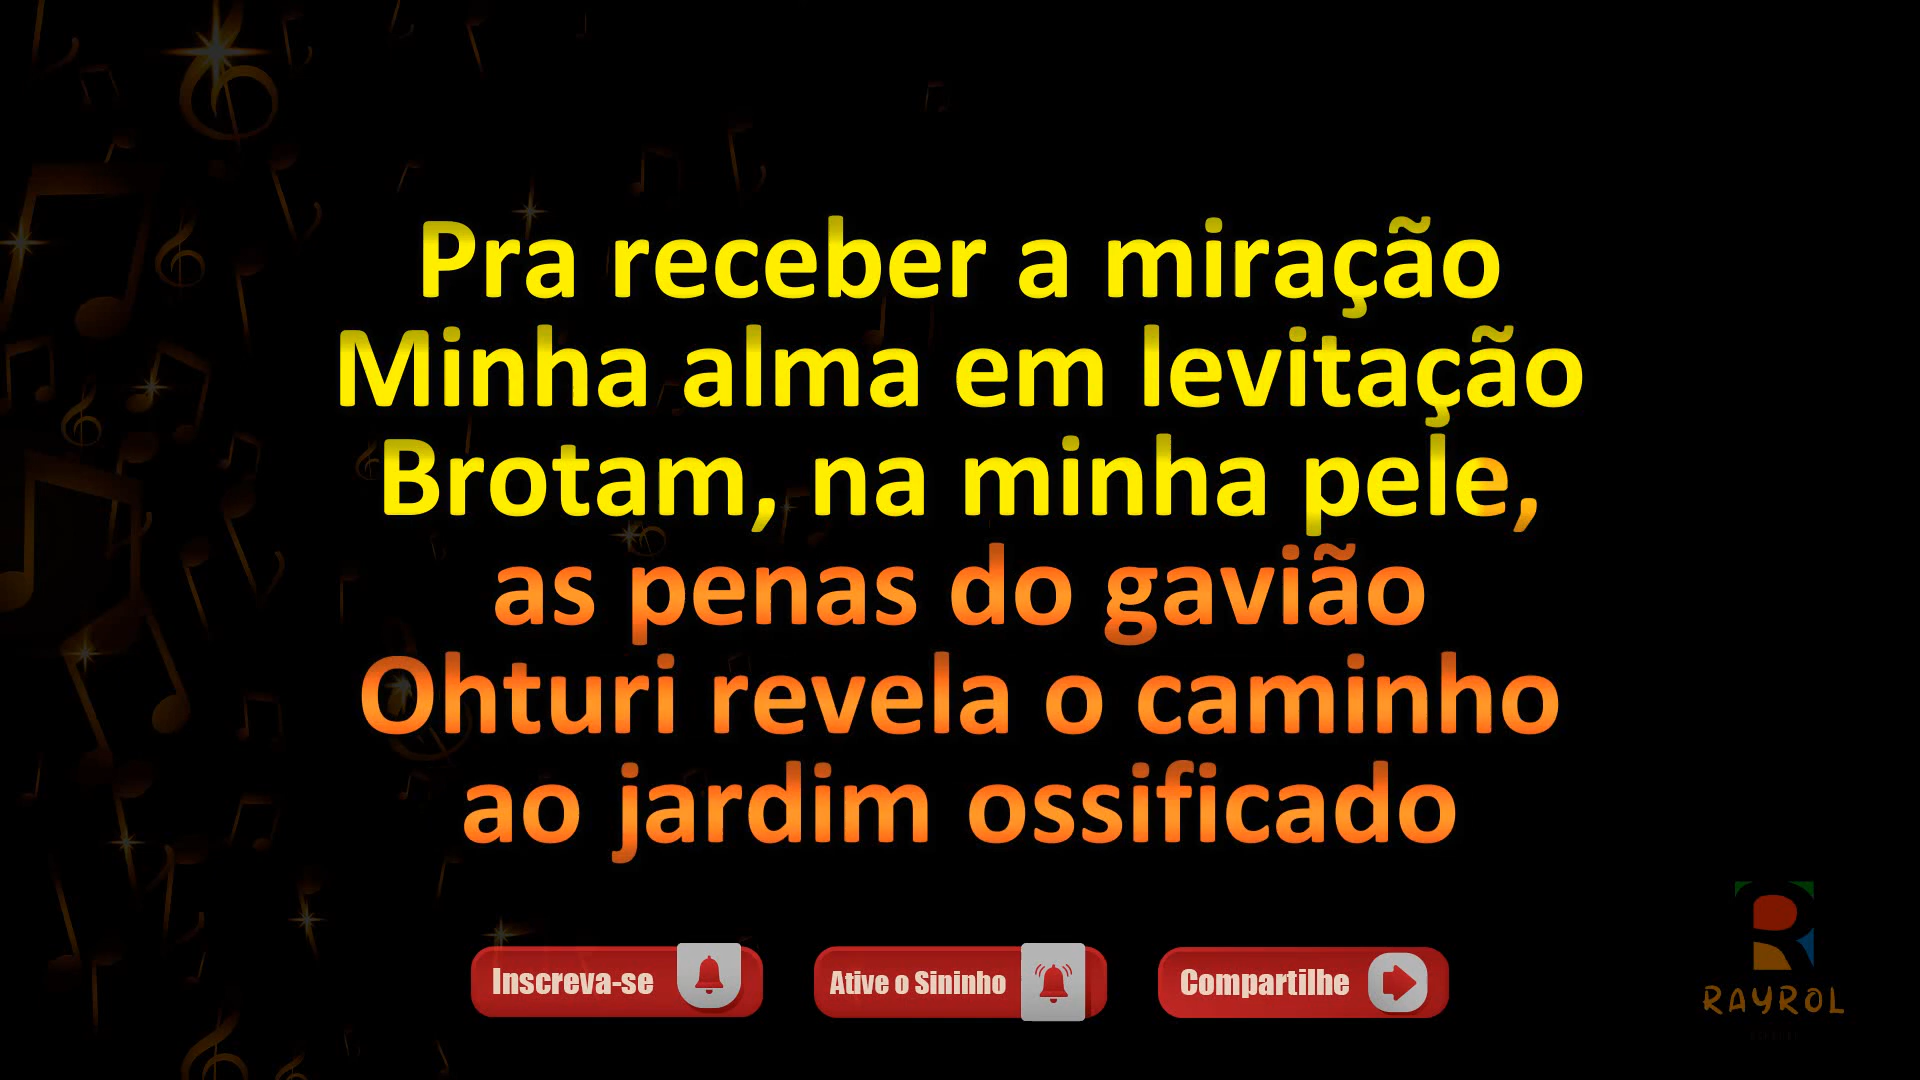 Pra receber a miração
Minha alma em levitação
Brotam, na minha pele,
as penas do gavião
Ohturi revela o caminho
ao jardim ossificado
Inscreva-se
Ative o Sininho
Compartilhe
RAYROL